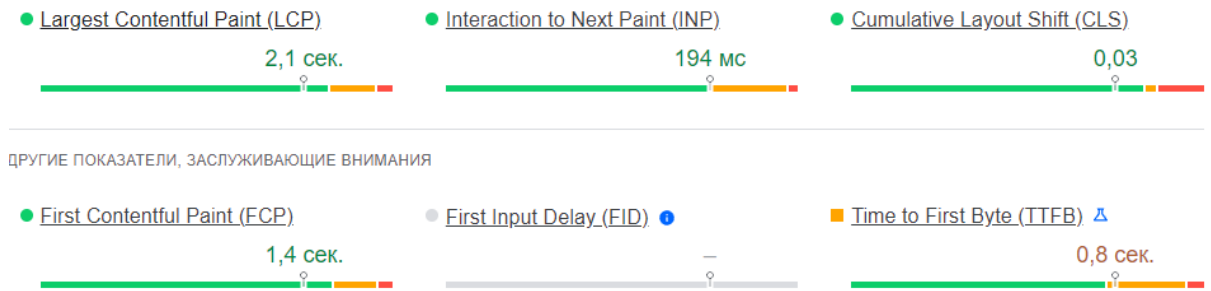 Largest Contentful Paint (LCP) Interaction to Next Paint (INP) Cumulative Layout Shift (CLS)
2,1 сек. 194 мс 0,03
ДРУГИЕ ПОКАЗАТЕЛИ, ЗАСЛУЖИВАЮЩИЕ ВНИМАНИЯ
First Contentful Paint (FCP) First Input Delay (FID) Time to First Byte (TTFB)
1,4 сек. — 0,8 сек.